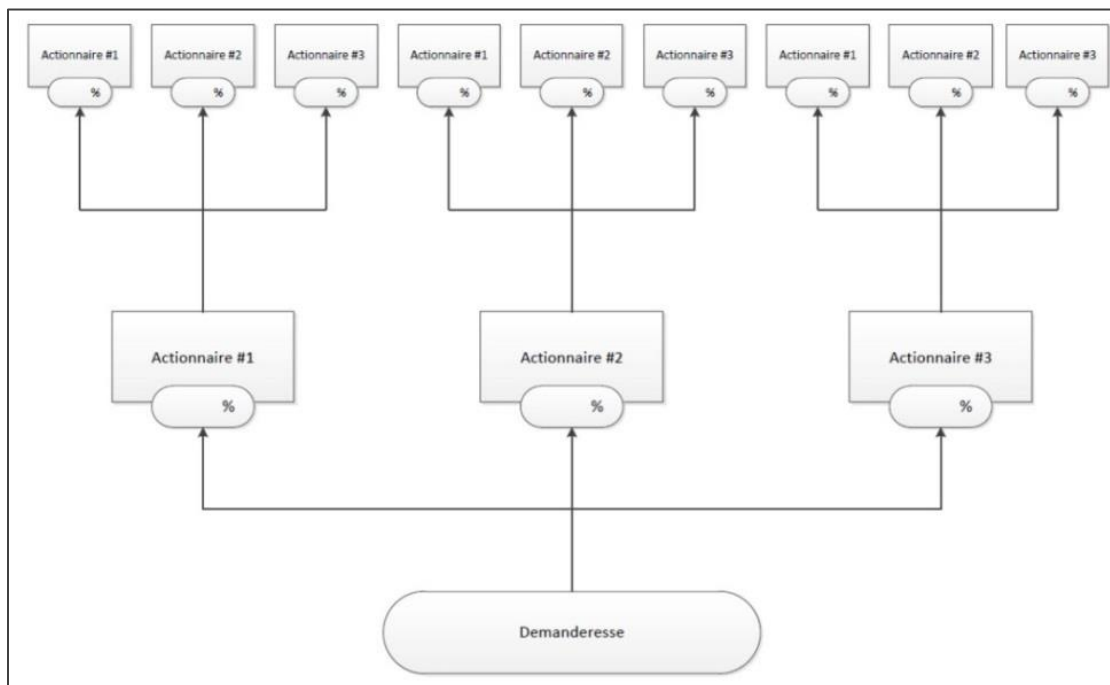 Actionnaire #1
%
Actionnaire #2
%
Actionnaire #3
%
Actionnaire #1
%
Actionnaire #2
%
Actionnaire #3
%
Actionnaire #1
%
Actionnaire #2
%
Actionnaire #3
%
Actionnaire #1
%
Actionnaire #2
%
Actionnaire #3
%
Demanderesse